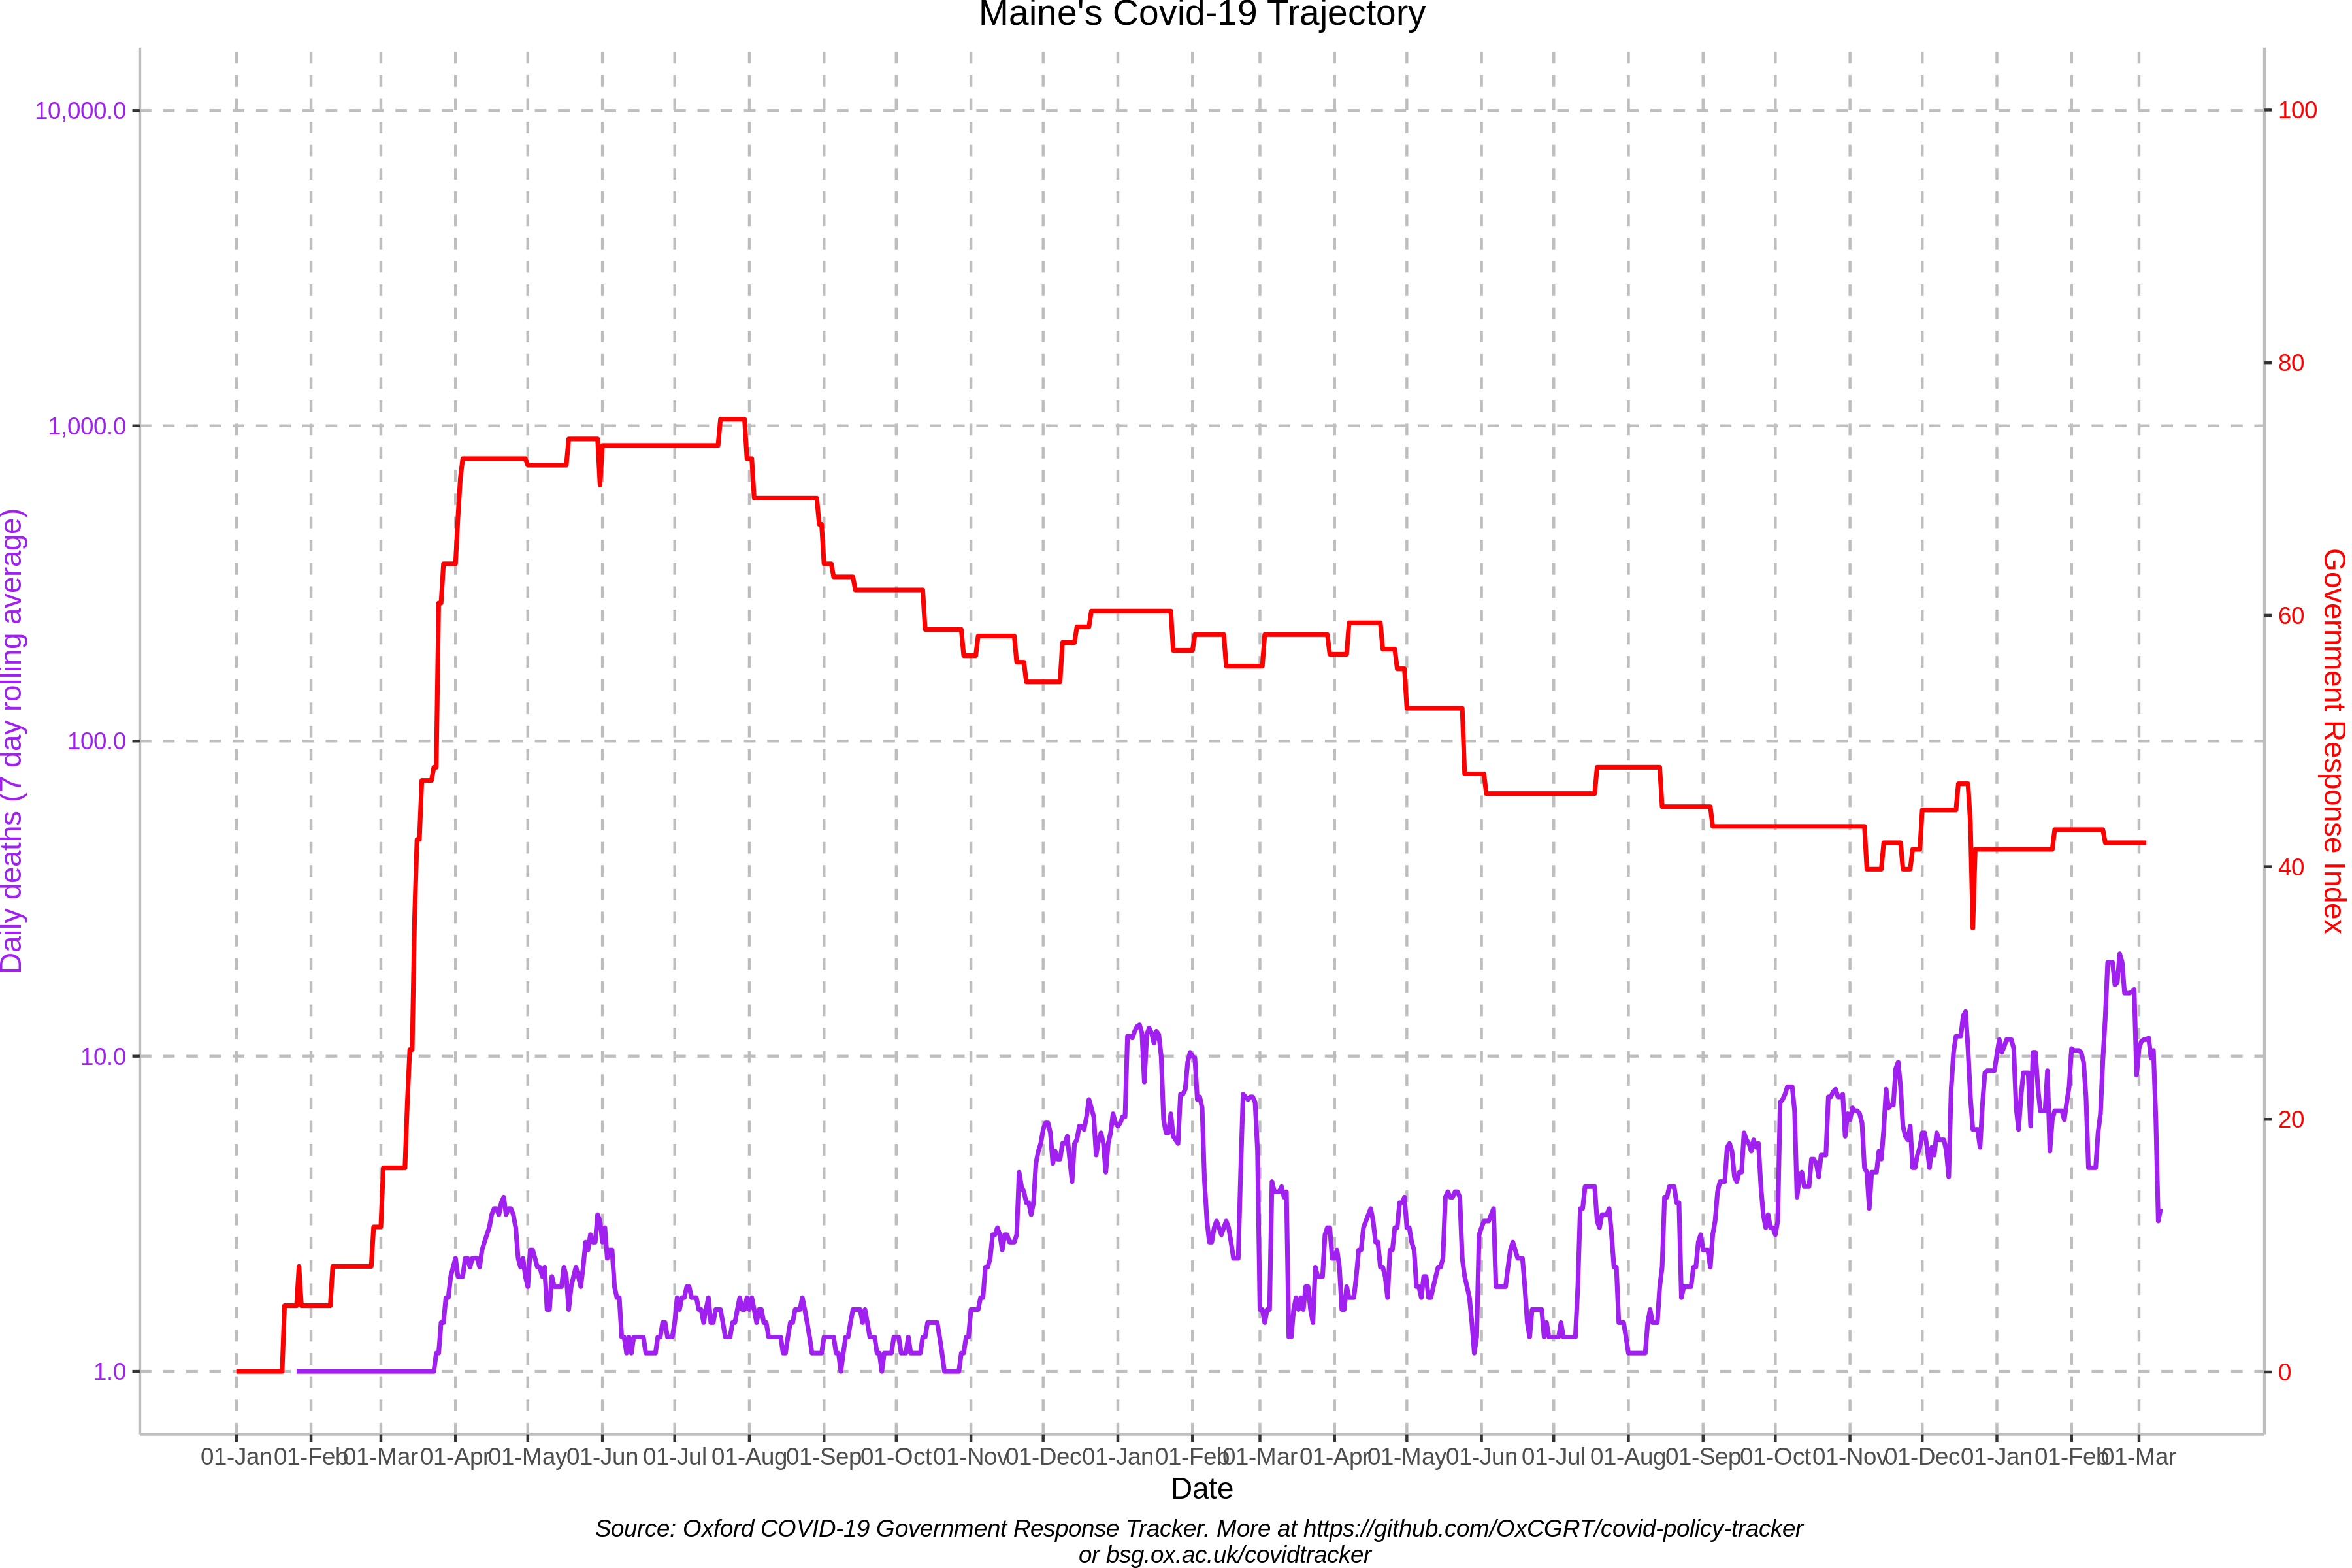 Maine's Covid-19 Trajectory
10,000.0
1,000.0
100.0
10.0
1.0
Daily deaths (7 day rolling average)
100
80
60
40
20
0
Government Response Index
01-Jan 01-Feb 01-Mar 01-Apr 01-May 01-Jun 01-Jul 01-Aug 01-Sep 01-Oct 01-Nov 01-Dec 01-Jan 01-Feb 01-Mar 01-Apr 01-May 01-Jun 01-Jul 01-Aug 01-Sep 01-Oct 01-Nov 01-Dec 01-Jan 01-Feb 01-Mar
Date
Source: Oxford COVID-19 Government Response Tracker. More at https://github.com/OxCGRT/covid-policy-tracker
or bsg.ox.ac.uk/covidtracker